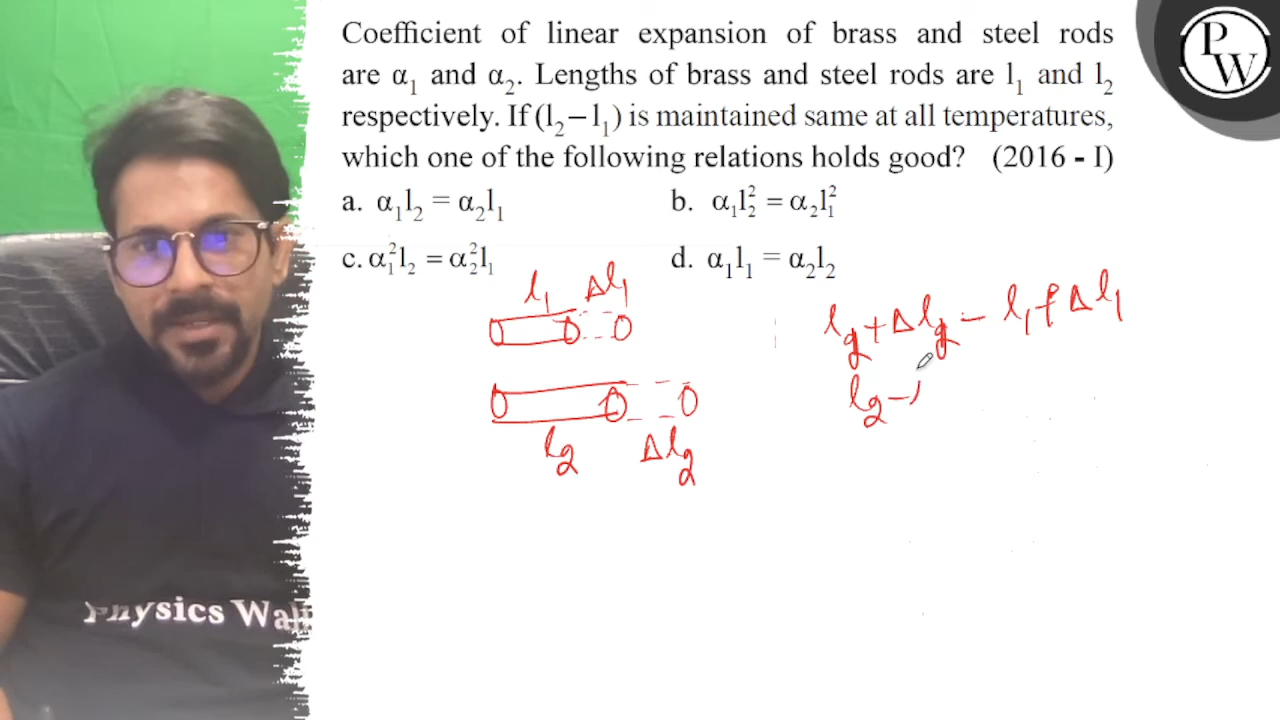 Coefficient of linear expansion of brass and steel rods
are α₁ and α₂. Lengths of brass and steel rods are l₁ and l₂
respectively. If (l₂−l₁) is maintained same at all temperatures,
which one of the following relations holds good? (2016 - I)
a. α₁l₂ = α₂l₁
b. α₁l₂² = α₂l₁²
c. α₁²l₂ = α₂²l₁
d. α₁l₁ = α₂l₂
l₁ Δl₁
l₂ Δl₂
l₂+Δl₂ − l₁ + Δl₁
l₂ −
PW
Physics Wall